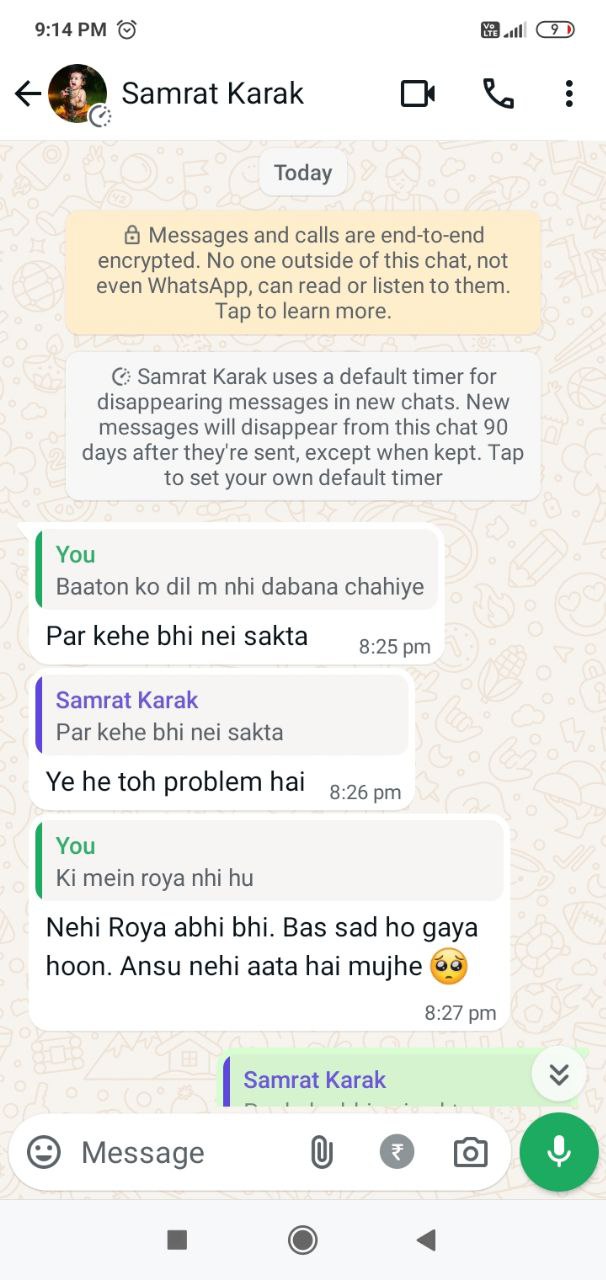 9:14 PM
Vo LTE
9
Samrat Karak
Today
Messages and calls are end-to-end
encrypted. No one outside of this chat, not
even WhatsApp, can read or listen to them.
Tap to learn more.
Samrat Karak uses a default timer for
disappearing messages in new chats. New
messages will disappear from this chat 90
days after they're sent, except when kept. Tap
to set your own default timer
You
Baaton ko dil m nhi dabana chahiye
Par kehe bhi nei sakta
8:25 pm
Samrat Karak
Par kehe bhi nei sakta
Ye he toh problem hai
8:26 pm
You
Ki mein roya nhi hu
Nehi Roya abhi bhi. Bas sad ho gaya
hoon. Ansu nehi aata hai mujhe 🥺
8:27 pm
Samrat Karak
Message
₹